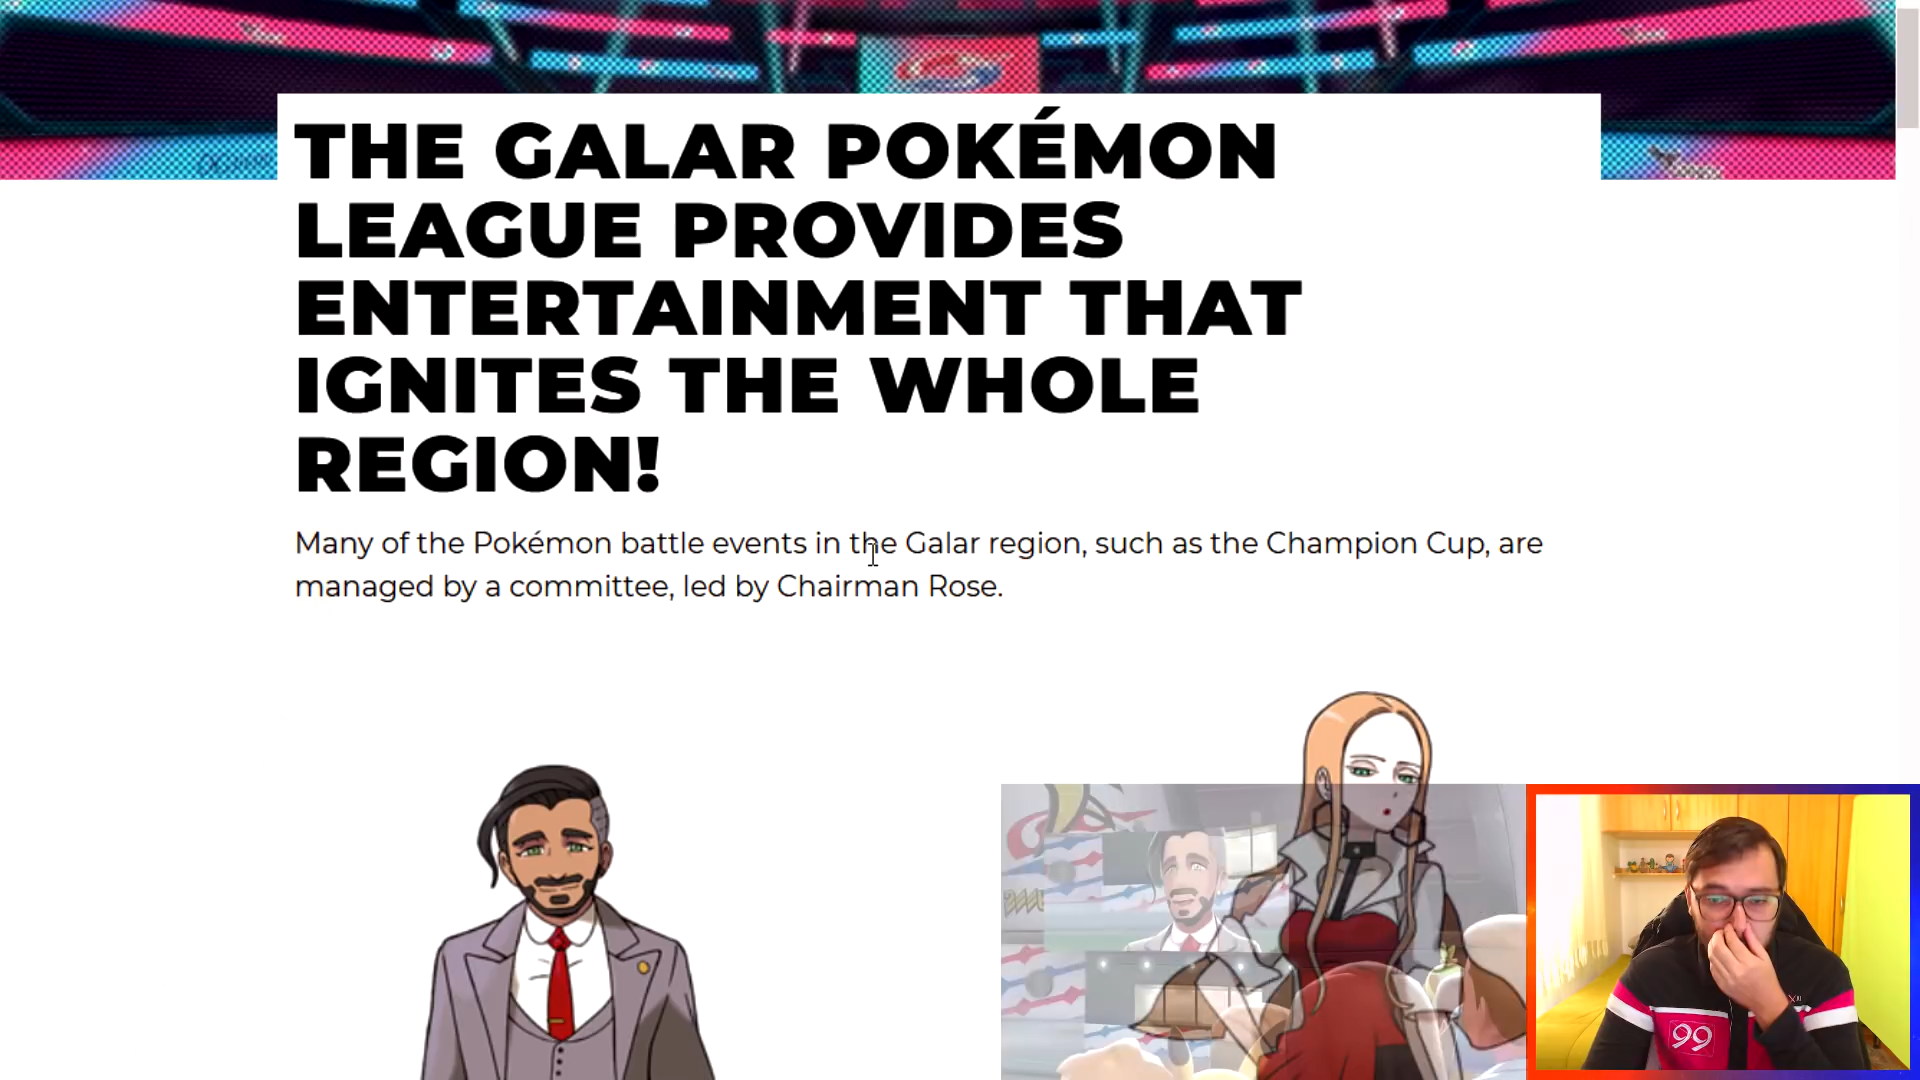 THE GALAR POKÉMON
LEAGUE PROVIDES
ENTERTAINMENT THAT
IGNITES THE WHOLE
REGION!
Many of the Pokémon battle events in the Galar region, such as the Champion Cup, are
managed by a committee, led by Chairman Rose.
99